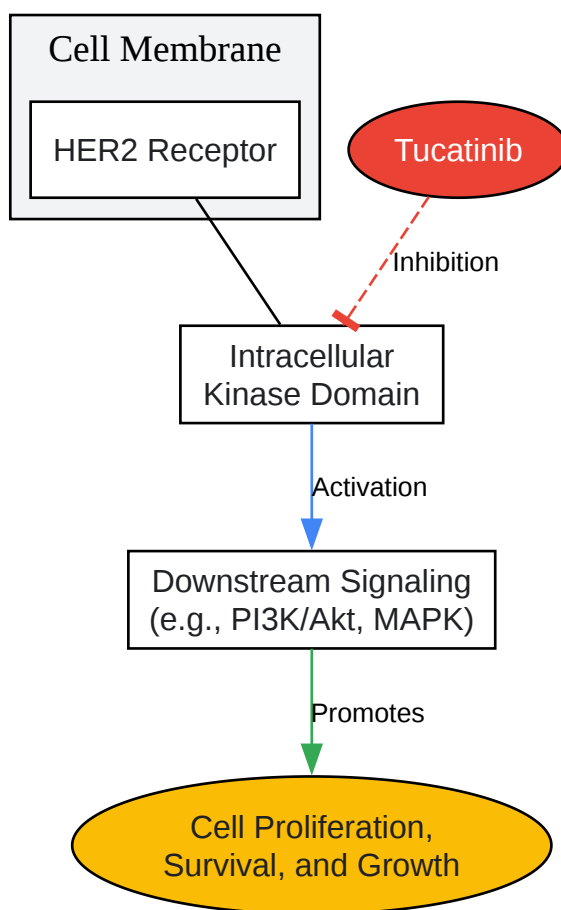 Cell Membrane
HER2 Receptor
Tucatinib
Inhibition
Intracellular
Kinase Domain
Activation
Downstream Signaling
(e.g., PI3K/Akt, MAPK)
Promotes
Cell Proliferation,
Survival, and Growth